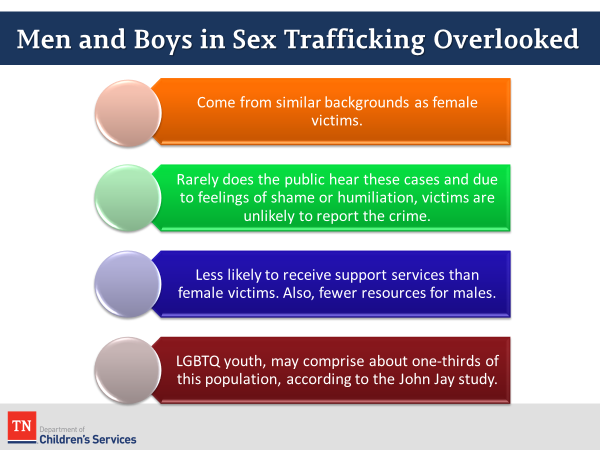 Men and Boys in Sex Trafficking Overlooked
Come from similar backgrounds as female
victims.
Rarely does the public hear these cases and due
to feelings of shame or humiliation, victims are
unlikely to report the crime.
Less likely to receive support services than
female victims. Also, fewer resources for males.
LGBTQ youth, may comprise about one-thirds of
this population, according to the John Jay study.
TN
Department of
Children's Services